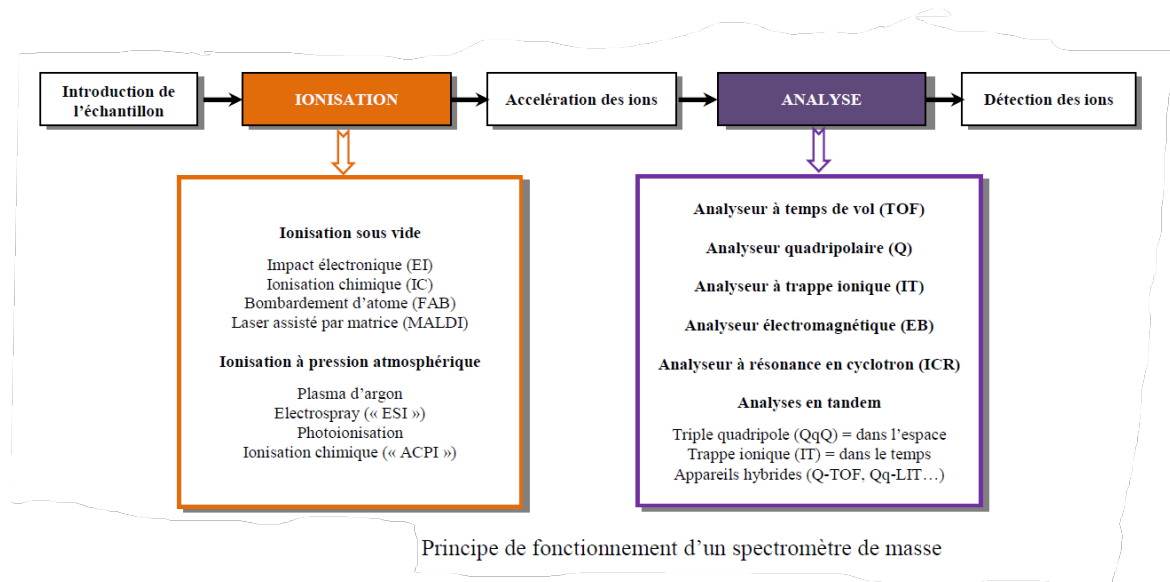 Introduction de
l'échantillon
IONISATION
Accelération des ions
ANALYSE
Détection des ions
Ionisation sous vide
Impact électronique (EI)
Ionisation chimique (IC)
Bombardement d'atome (FAB)
Laser assisté par matrice (MALDI)
Ionisation à pression atmosphérique
Plasma d'argon
Electrospray (« ESI »)
Photoionisation
Ionisation chimique (« ACPI »)
Analyseur à temps de vol (TOF)
Analyseur quadripolaire (Q)
Analyseur à trappe ionique (IT)
Analyseur électromagnétique (EB)
Analyseur à résonance en cyclotron (ICR)
Analyses en tandem
Triple quadripole (QqQ) = dans l'espace
Trappe ionique (IT) = dans le temps
Appareils hybrides (Q-TOF, Qq-LIT…)
Principe de fonctionnement d'un spectromètre de masse